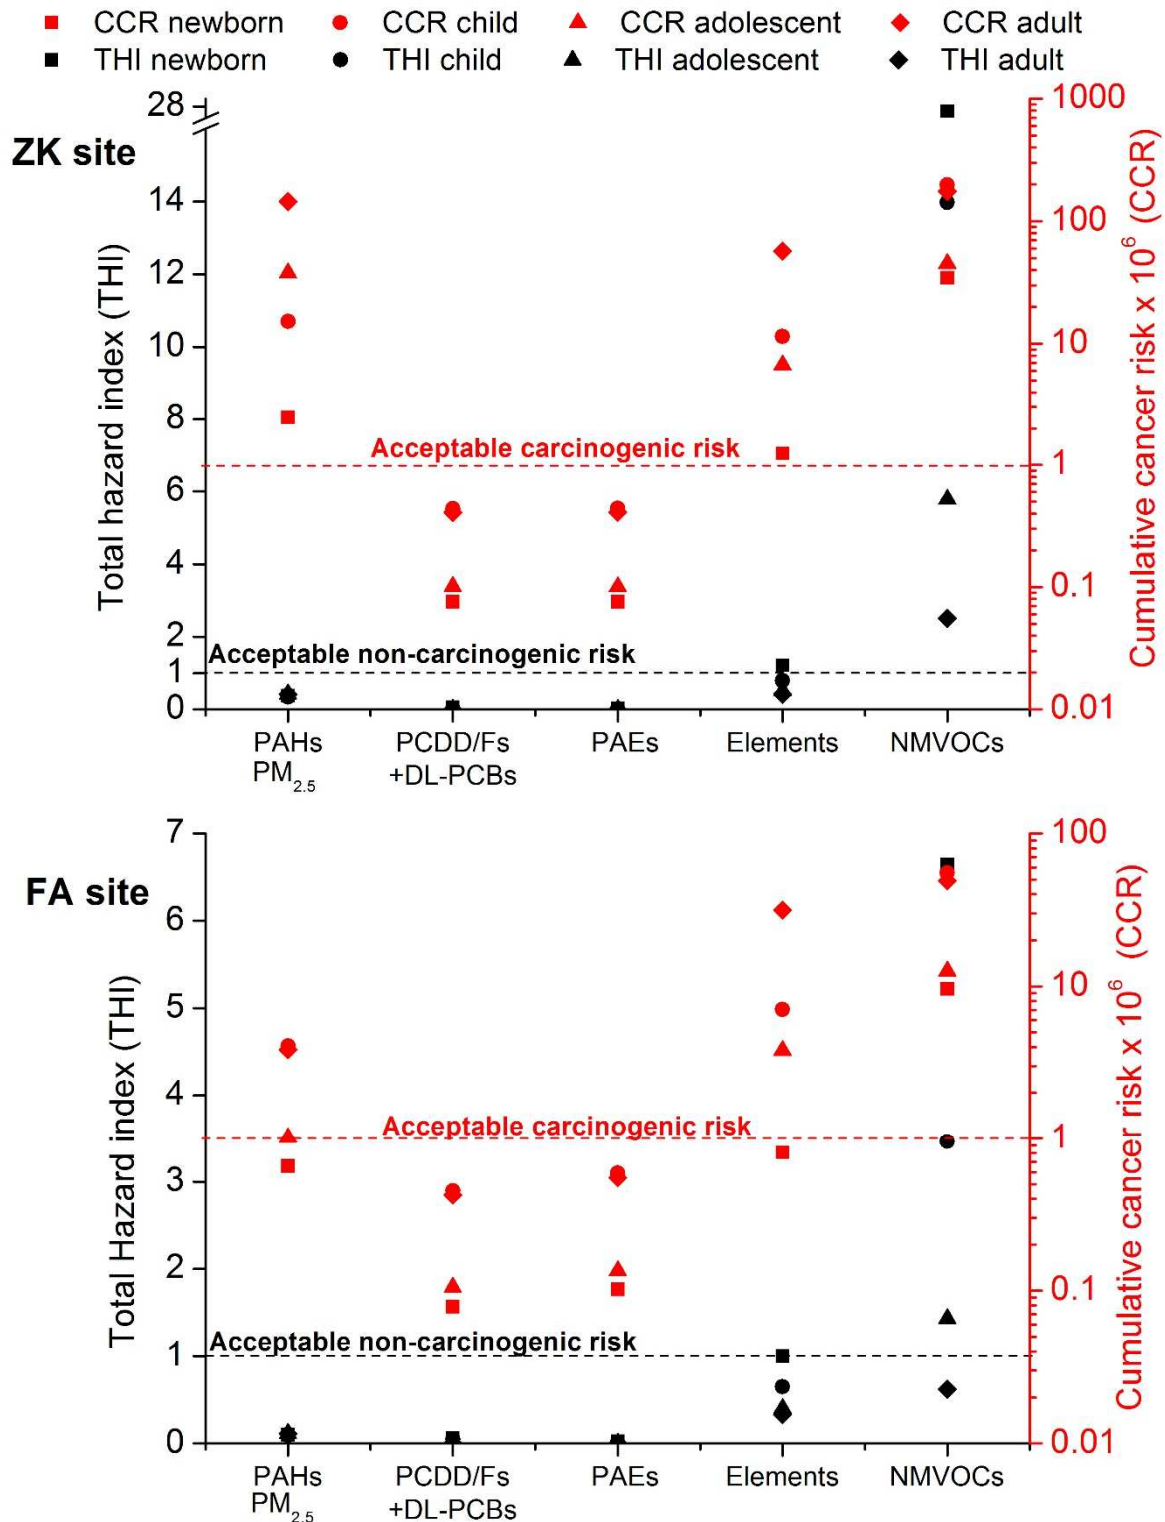 CCR newborn CCR child CCR adolescent CCR adult
THI newborn THI child THI adolescent THI adult
ZK site
Total hazard index (THI)
28
14
12
10
8
6
4
2
1
0
Acceptable carcinogenic risk
Acceptable non-carcinogenic risk
1000
100
10
1
0.1
0.01
Cumulative cancer risk x 10⁶ (CCR)
PAHs PCDD/Fs PAEs Elements NMVOCs
PM₂.₅ +DL-PCBs
FA site
Total Hazard index (THI)
7
6
5
4
3
2
1
0
Acceptable carcinogenic risk
Acceptable non-carcinogenic risk
100
10
1
0.1
0.01
Cumulative cancer risk x 10⁶ (CCR)
PAHs PCDD/Fs PAEs Elements NMVOCs
PM₂.₅ +DL-PCBs